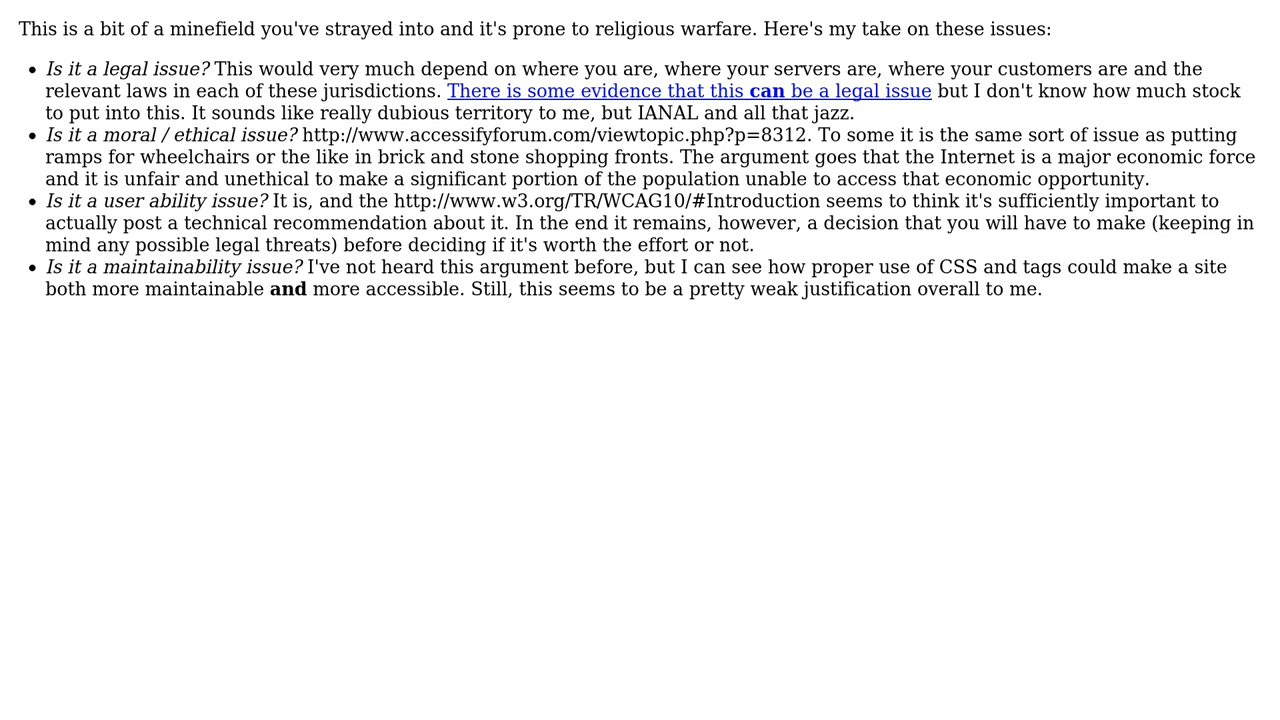 This is a bit of a minefield you've strayed into and it's prone to religious warfare. Here's my take on these issues:
• Is it a legal issue? This would very much depend on where you are, where your servers are, where your customers are and the
relevant laws in each of these jurisdictions. There is some evidence that this can be a legal issue but I don't know how much stock
to put into this. It sounds like really dubious territory to me, but IANAL and all that jazz.
• Is it a moral / ethical issue? http://www.accessifyforum.com/viewtopic.php?p=8312. To some it is the same sort of issue as putting
ramps for wheelchairs or the like in brick and stone shopping fronts. The argument goes that the Internet is a major economic force
and it is unfair and unethical to make a significant portion of the population unable to access that economic opportunity.
• Is it a user ability issue? It is, and the http://www.w3.org/TR/WCAG10/#Introduction seems to think it's sufficiently important to
actually post a technical recommendation about it. In the end it remains, however, a decision that you will have to make (keeping in
mind any possible legal threats) before deciding if it's worth the effort or not.
• Is it a maintainability issue? I've not heard this argument before, but I can see how proper use of CSS and tags could make a site
both more maintainable and more accessible. Still, this seems to be a pretty weak justification overall to me.